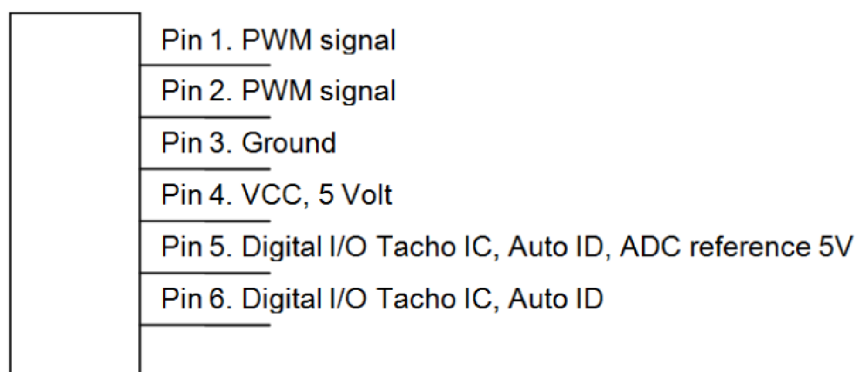 Pin 1. PWM signal
Pin 2. PWM signal
Pin 3. Ground
Pin 4. VCC, 5 Volt
Pin 5. Digital I/O Tacho IC, Auto ID, ADC reference 5V
Pin 6. Digital I/O Tacho IC, Auto ID